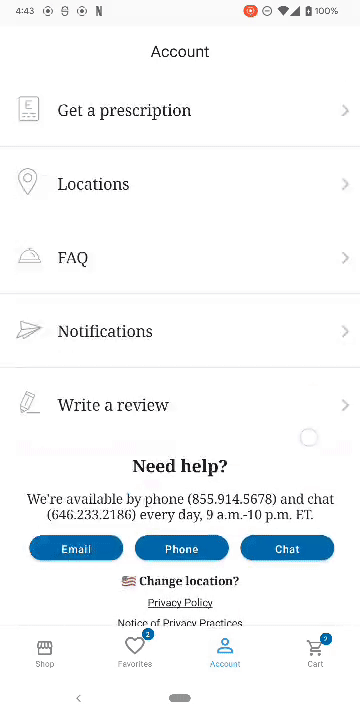 4:43
100%
Account
E
Get a prescription
Locations
FAQ
Notifications
Write a review
Need help?
We're available by phone (855.914.5678) and chat
(646.233.2186) every day, 9 a.m.-10 p.m. ET.
Email
Phone
Chat
Change location?
Privacy Policy
Notice of Privacy Practices
2
2
Shop
Favorites
Account
Cart